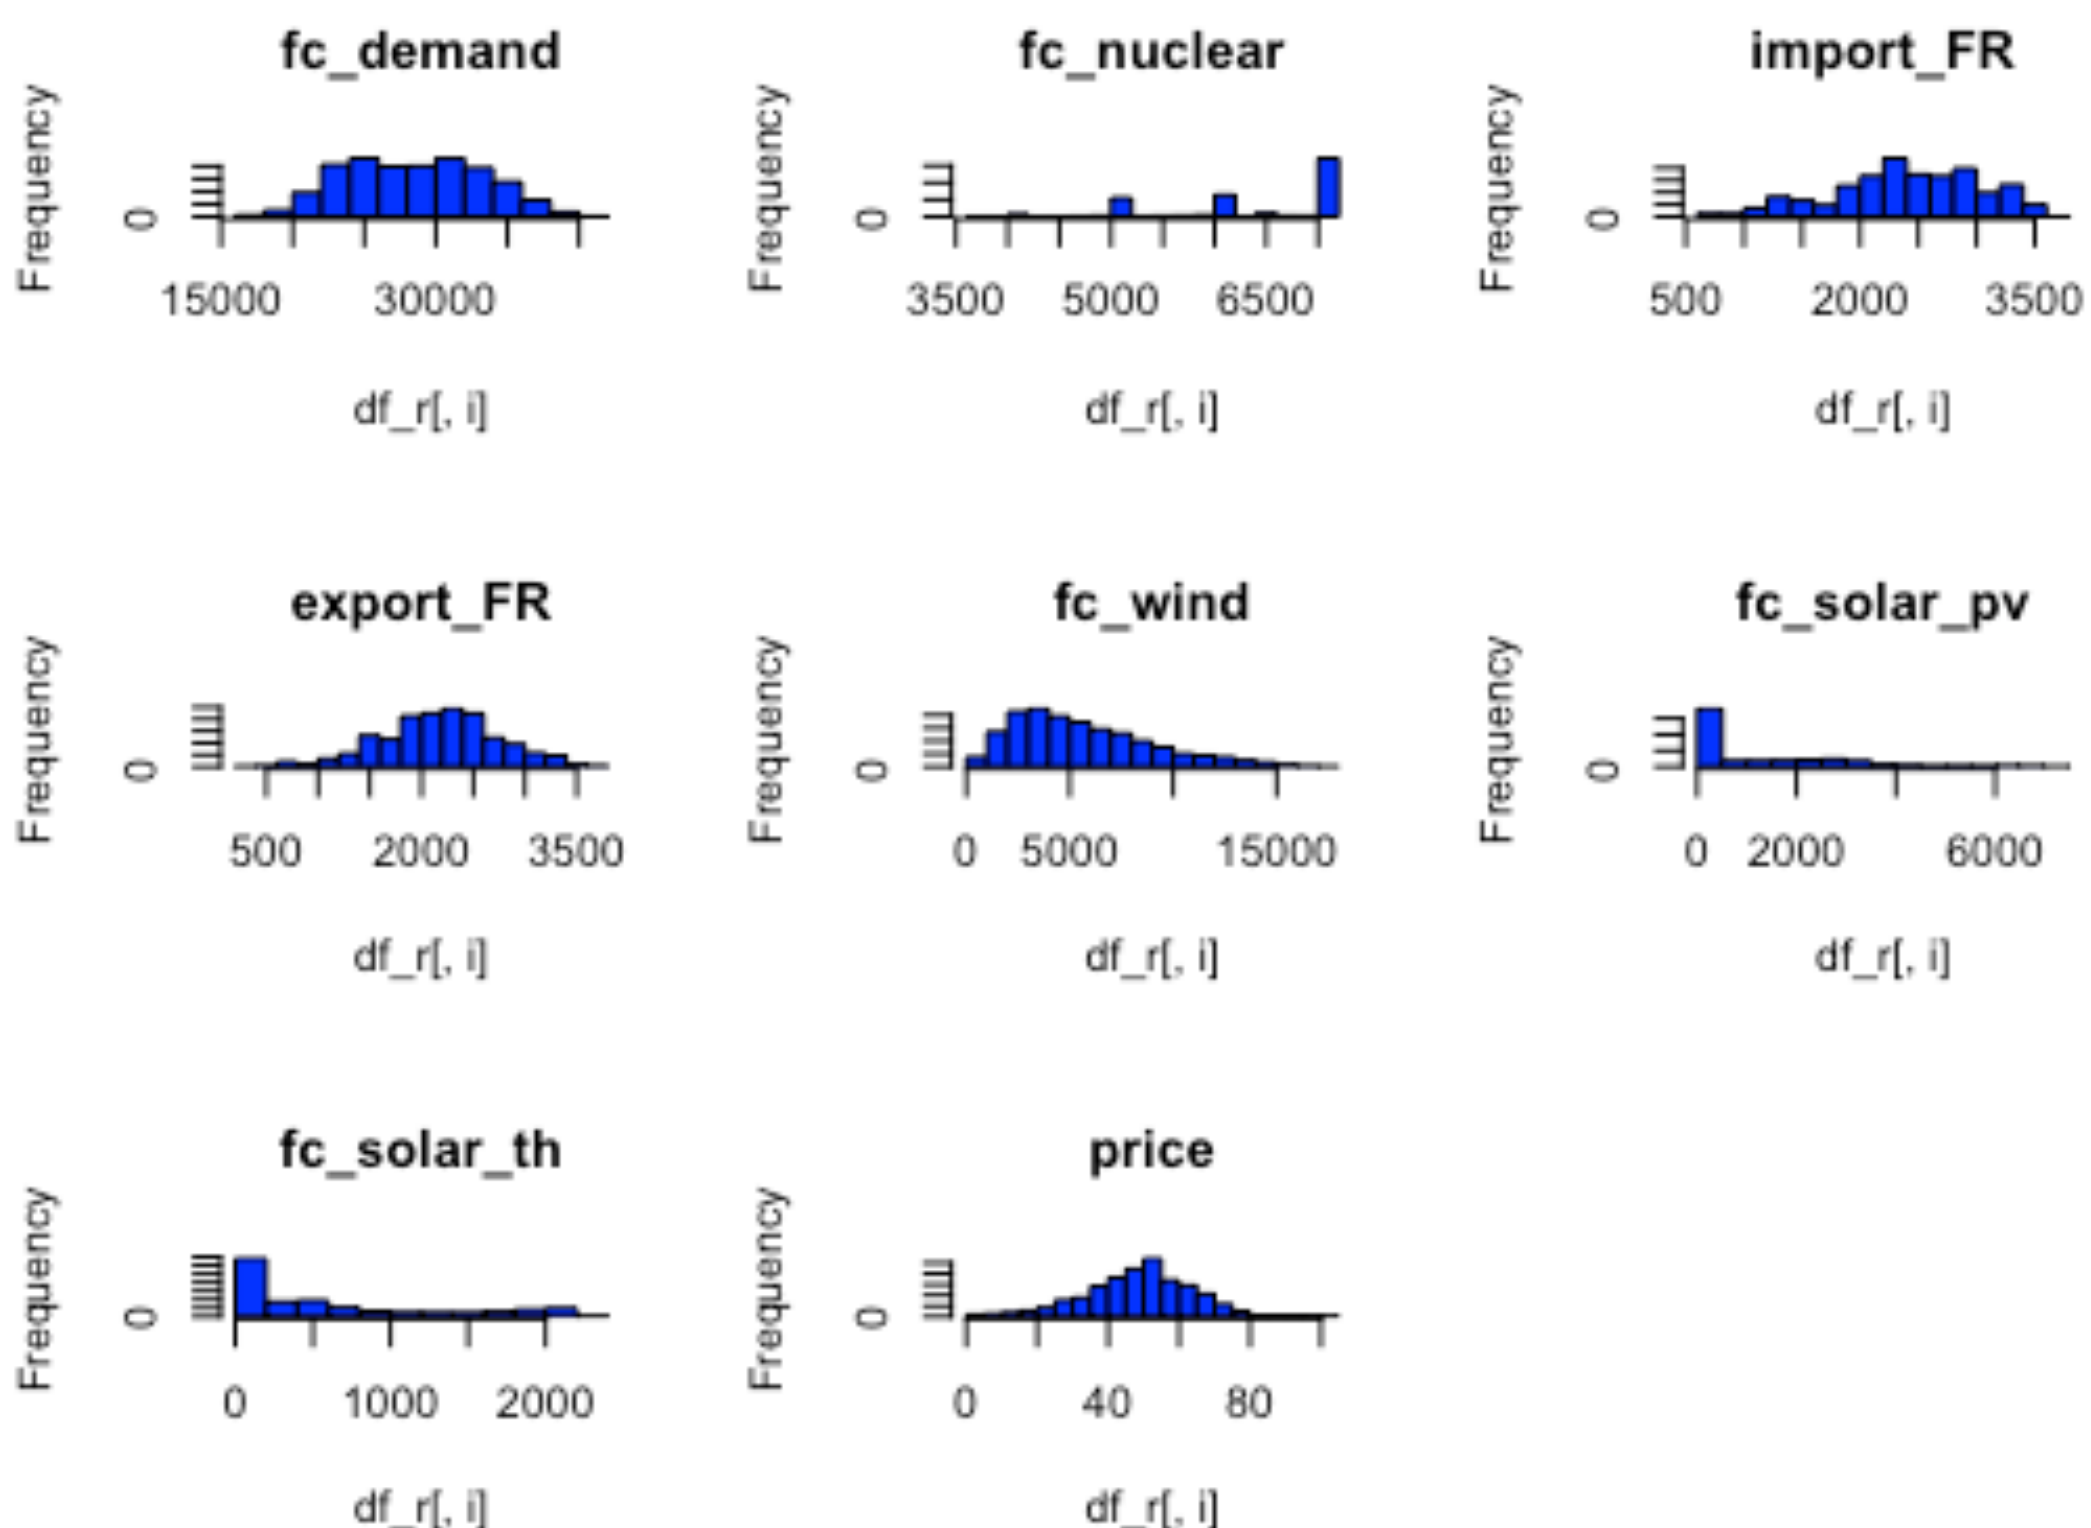 fc_demand
Frequency
0
15000 30000
df_r[, i]
fc_nuclear
Frequency
0
3500 5000 6500
df_r[, i]
import_FR
Frequency
0
500 2000 3500
df_r[, i]
export_FR
Frequency
0
500 2000 3500
df_r[, i]
fc_wind
Frequency
0
0 5000 15000
df_r[, i]
fc_solar_pv
Frequency
0
0 2000 6000
df_r[, i]
fc_solar_th
Frequency
0
0 1000 2000
df_r[, i]
price
Frequency
0
0 40 80
df_r[, i]